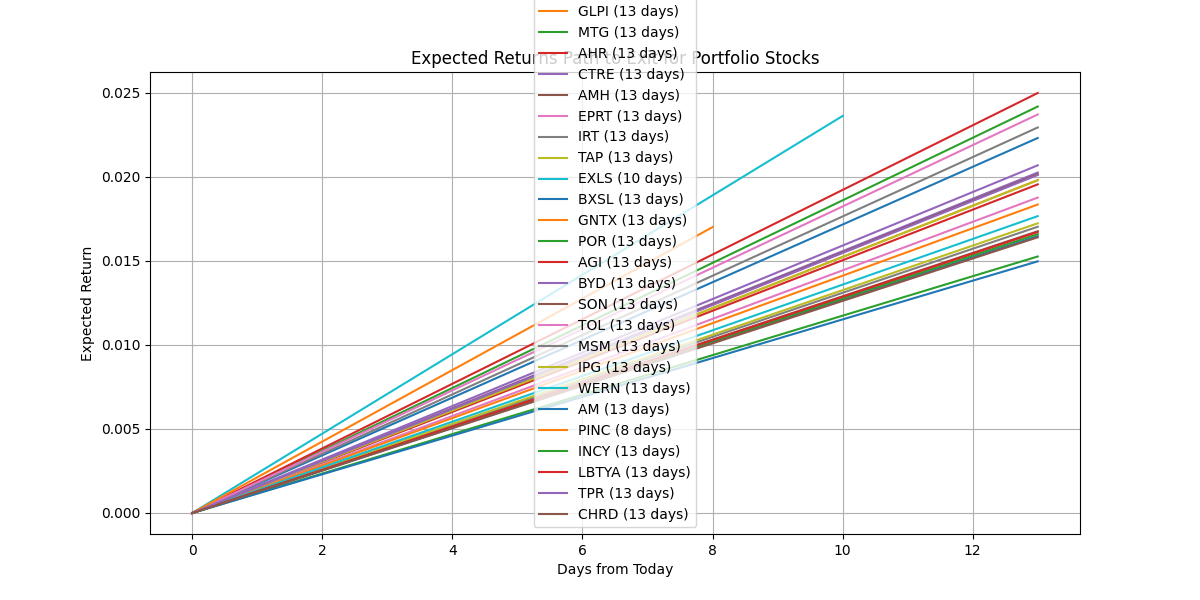 GLPI (13 days)
MTG (13 days)
AHR (13 days)
Expected Returns Path to Exit for Portfolio Stocks
CTRE (13 days)
AMH (13 days)
EPRT (13 days)
IRT (13 days)
TAP (13 days)
EXLS (10 days)
BXSL (13 days)
GNTX (13 days)
POR (13 days)
AGI (13 days)
BYD (13 days)
SON (13 days)
TOL (13 days)
MSM (13 days)
IPG (13 days)
WERN (13 days)
AM (13 days)
PINC (8 days)
INCY (13 days)
LBTYA (13 days)
TPR (13 days)
CHRD (13 days)
Expected Return
0.025
0.020
0.015
0.010
0.005
0.000
0 2 4 6 8 10 12
Days from Today